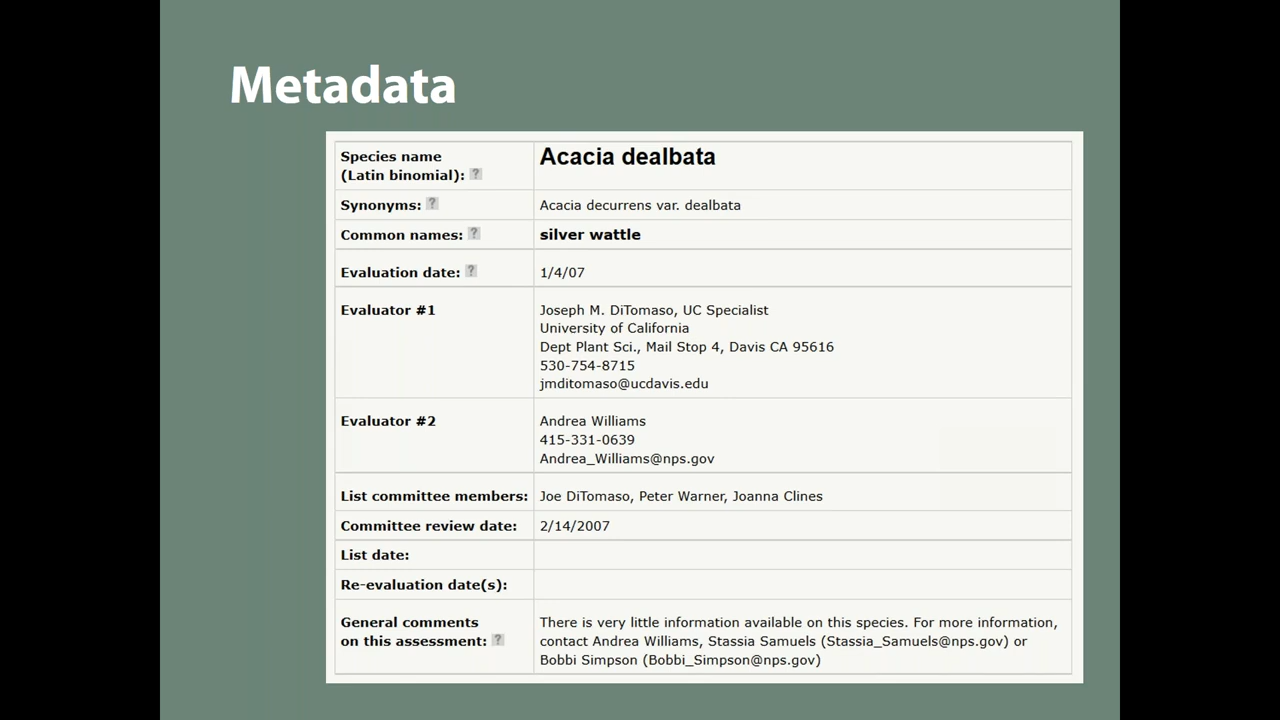 Metadata
Species name
(Latin binomial): ?
Acacia dealbata
Synonyms: ?
Acacia decurrens var. dealbata
Common names: ?
silver wattle
Evaluation date: ?
1/4/07
Evaluator #1
Joseph M. DiTomaso, UC Specialist
University of California
Dept Plant Sci., Mail Stop 4, Davis CA 95616
530-754-8715
jmditomaso@ucdavis.edu
Evaluator #2
Andrea Williams
415-331-0639
Andrea_Williams@nps.gov
List committee members:
Joe DiTomaso, Peter Warner, Joanna Clines
Committee review date:
2/14/2007
List date:
Re-evaluation date(s):
General comments
on this assessment: ?
There is very little information available on this species. For more information,
contact Andrea Williams, Stassia Samuels (Stassia_Samuels@nps.gov) or
Bobbi Simpson (Bobbi_Simpson@nps.gov)